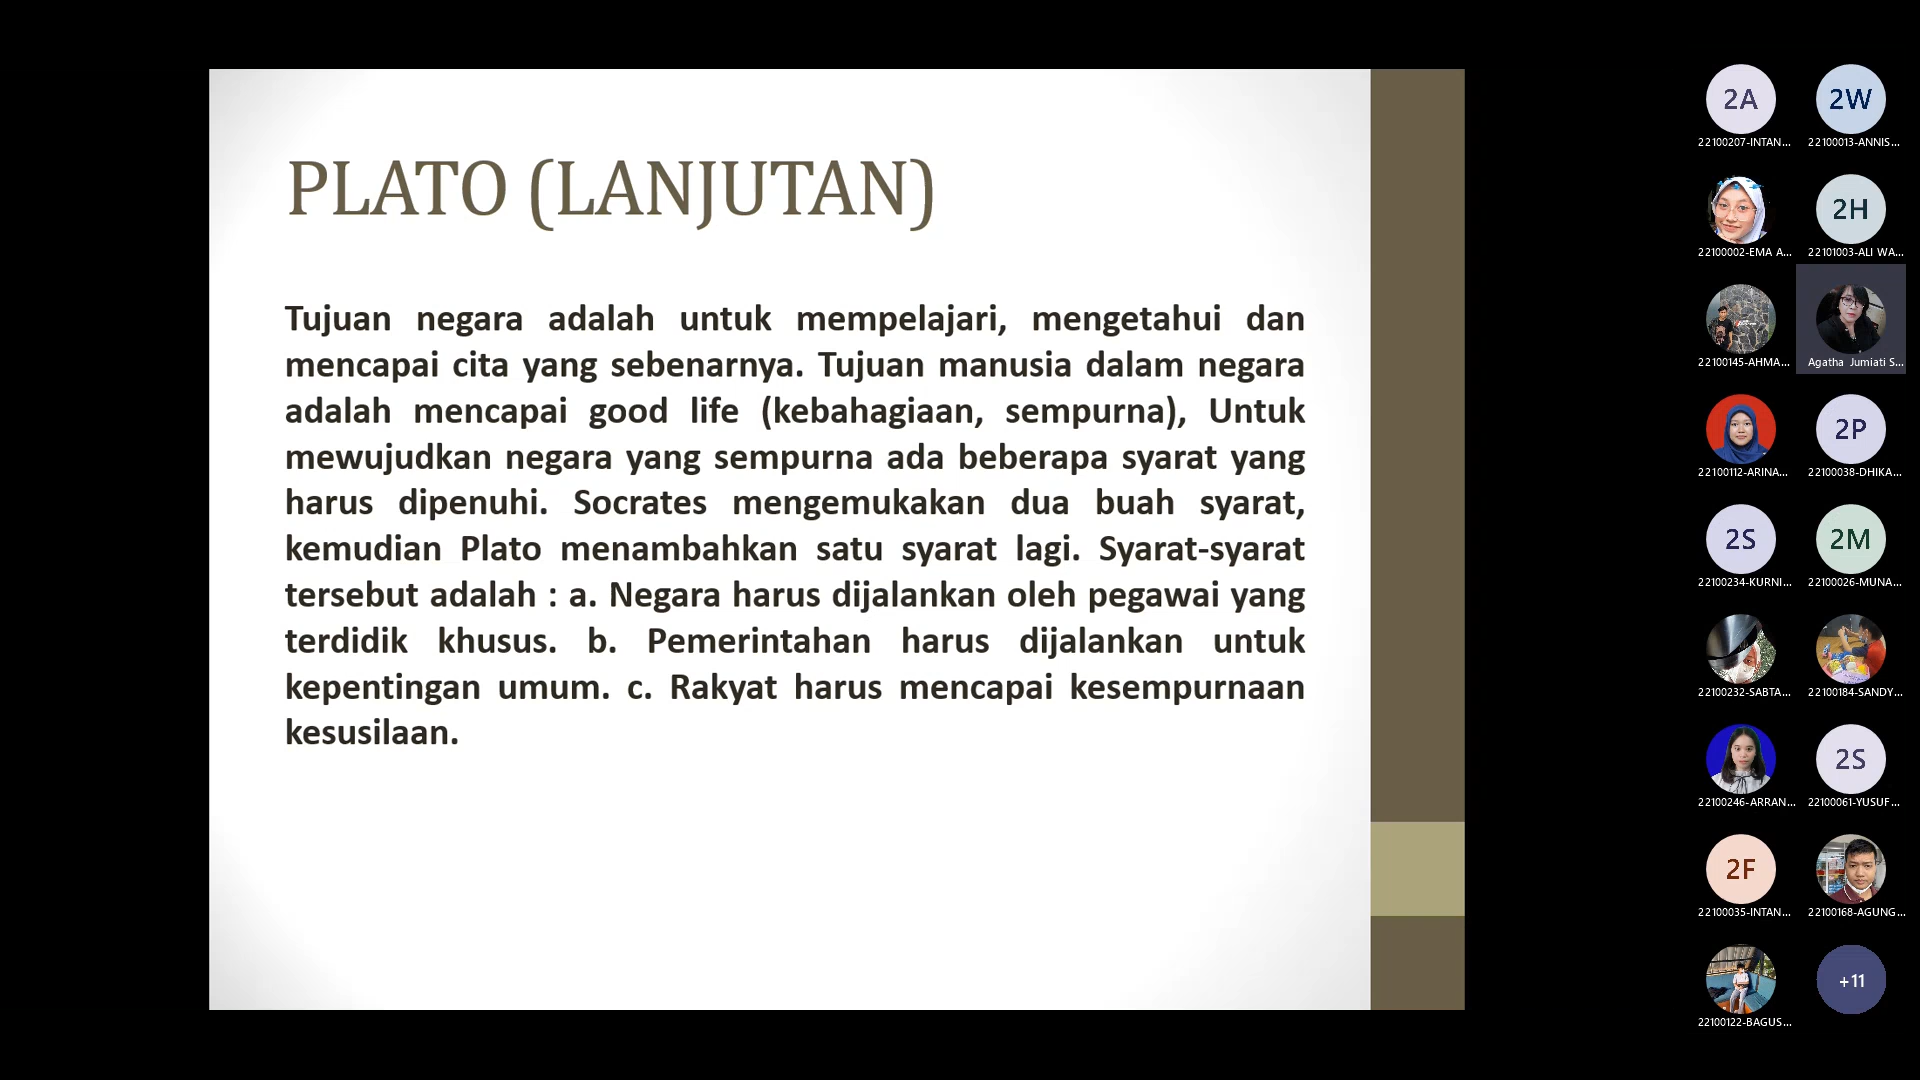 PLATO (LANJUTAN)
Tujuan negara adalah untuk mempelajari, mengetahui dan
mencapai cita yang sebenarnya. Tujuan manusia dalam negara
adalah mencapai good life (kebahagiaan, sempurna), Untuk
mewujudkan negara yang sempurna ada beberapa syarat yang
harus dipenuhi. Socrates mengemukakan dua buah syarat,
kemudian Plato menambahkan satu syarat lagi. Syarat-syarat
tersebut adalah : a. Negara harus dijalankan oleh pegawai yang
terdidik khusus. b. Pemerintahan harus dijalankan untuk
kepentingan umum. c. Rakyat harus mencapai kesempurnaan
kesusilaan.
2A
2W
22100207-INTAN...
22100013-ANNIS...
2H
22100002-EMA A...
22101003-ALI WA...
22100145-AHMA...
Agatha Jumiati S...
2P
22100112-ARINA...
22100038-DHIKA...
2S
2M
22100234-KURNI...
22100026-MUNA...
22100232-SABTA...
22100184-SANDY...
2S
22100246-ARRAN...
22100061-YUSUF...
2F
22100035-INTAN...
22100168-AGUNG...
+11
22100122-BAGUS...